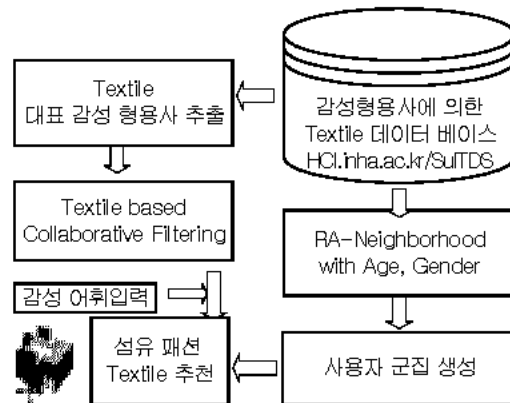 Textile
대표 감성 형용사 추출
감성형용사에 의한
Textile 데이터 베이스
HCI.inha.ac.kr/SulTDS
Textile based
Collaborative Filtering
RA-Neighborhood
with Age, Gender
감성 어휘입력
섬유 패션
Textile 추천
사용자 군집 생성